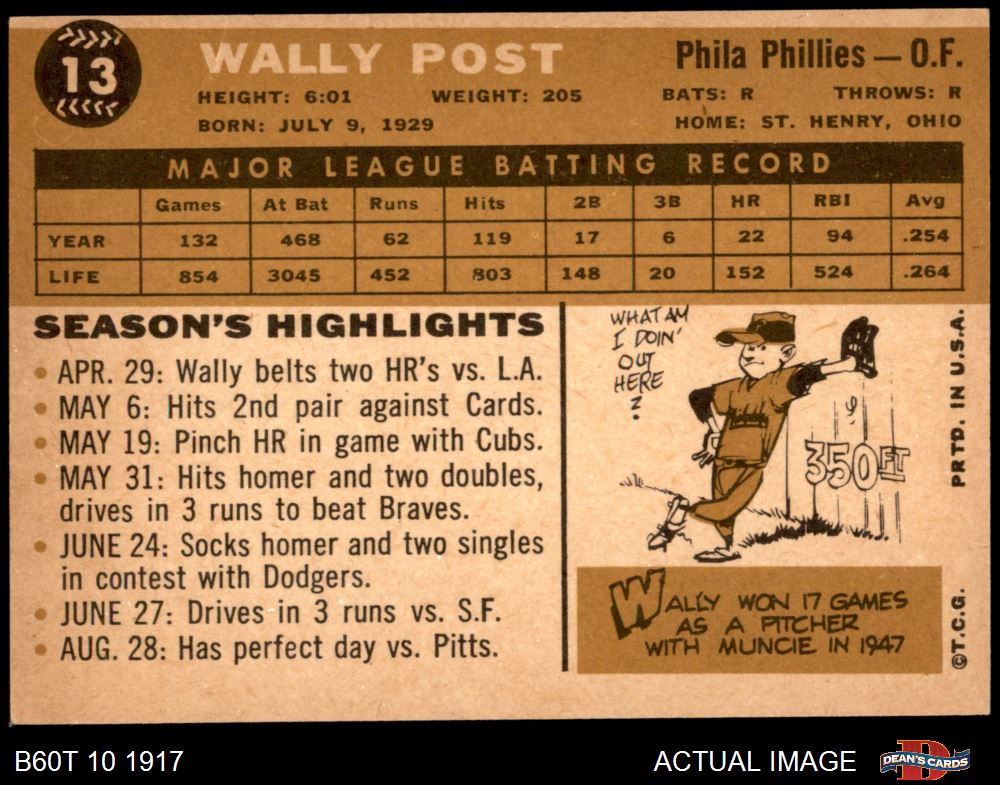 13
WALLY POST
Phila Phillies — O.F.
HEIGHT: 6:01 WEIGHT: 205 BATS: R THROWS: R
BORN: JULY 9, 1929 HOME: ST. HENRY, OHIO
MAJOR LEAGUE BATTING RECORD
Games At Bat Runs Hits 2B 3B HR RBI Avg
YEAR 132 468 62 119 17 6 22 94 .254
LIFE 854 3045 452 803 148 20 152 524 .264
SEASON'S HIGHLIGHTS
• APR. 29: Wally belts two HR's vs. L.A.
• MAY 6: Hits 2nd pair against Cards.
• MAY 19: Pinch HR in game with Cubs.
• MAY 31: Hits homer and two doubles,
drives in 3 runs to beat Braves.
• JUNE 24: Socks homer and two singles
in contest with Dodgers.
• JUNE 27: Drives in 3 runs vs. S.F.
• AUG. 28: Has perfect day vs. Pitts.
WHAT AM
I DOIN'
OUT
HERE
?
350 FT
WALLY WON 17 GAMES
AS A PITCHER
WITH MUNCIE IN 1947
PRTD. IN U.S.A.
©T.C.G.
B60T 10 1917
ACTUAL IMAGE
D
DEAN'S CARDS